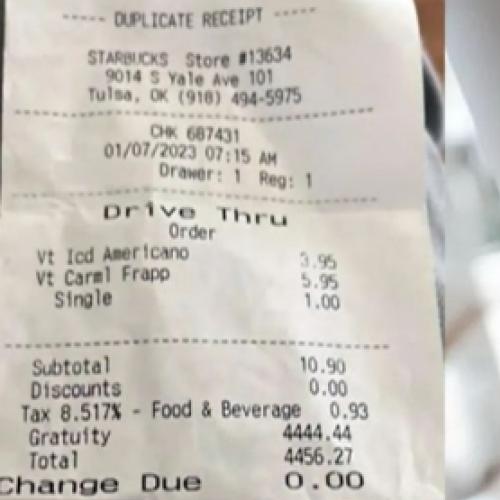 ----- DUPLICATE RECEIPT -----
STARBUCKS Store #13634
9014 S Yale Ave 101
Tulsa, OK (918) 494-5975
CHK 687431
01/07/2023 07:15 AM
Drawer: 1 Reg: 1
Drive Thru
Order
Vt Icd Americano 3.95
Vt Carml Frapp 5.95
Single 1.00
Subtotal 10.90
Discounts 0.00
Tax 8.517% - Food & Beverage 0.93
Gratuity 4444.44
Total 4456.27
Change Due 0.00